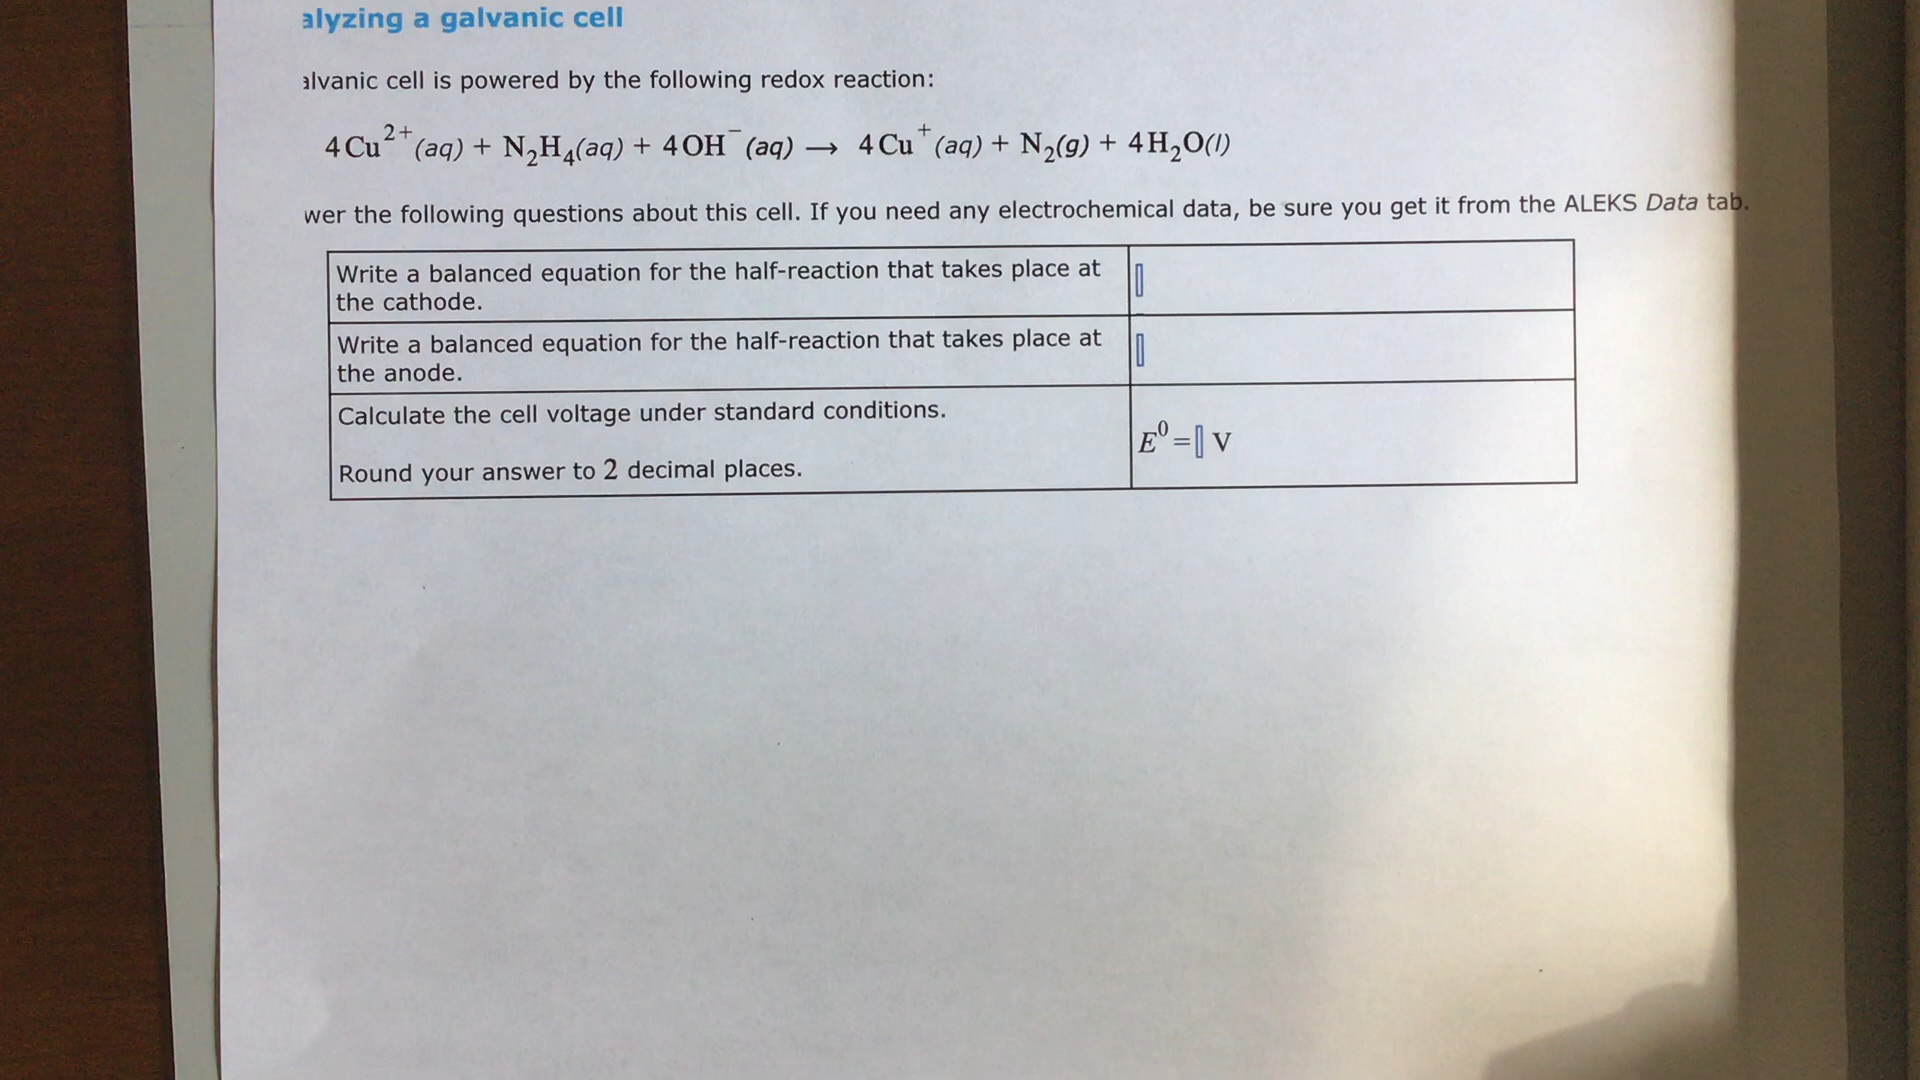 alyzing a galvanic cell
alvanic cell is powered by the following redox reaction:
4Cu²⁺(aq) + N₂H₄(aq) + 4OH⁻(aq) → 4Cu⁺(aq) + N₂(g) + 4H₂O(l)
wer the following questions about this cell. If you need any electrochemical data, be sure you get it from the ALEKS Data tab.
Write a balanced equation for the half-reaction that takes place at
the cathode.
Write a balanced equation for the half-reaction that takes place at
the anode.
Calculate the cell voltage under standard conditions.
E⁰ = V
Round your answer to 2 decimal places.